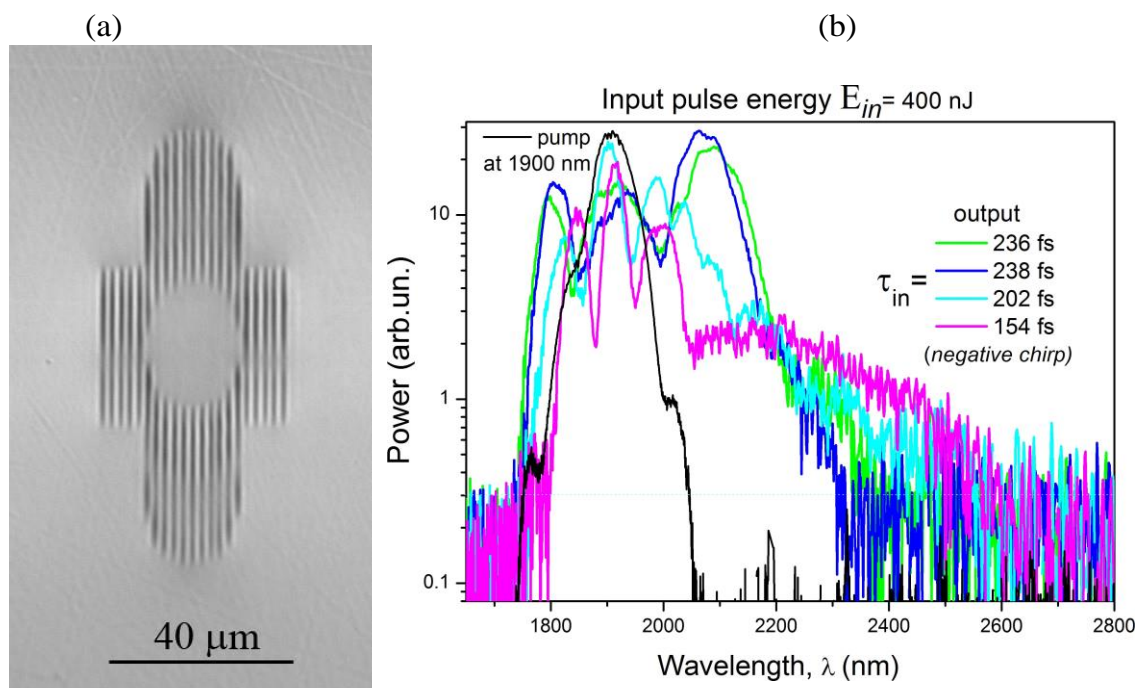 (a)
(b)
40 μm
Input pulse energy E_in= 400 nJ
pump
at 1900 nm
output
τ_in=
236 fs
238 fs
202 fs
154 fs
(negative chirp)
Power (arb.un.)
10
1
0.1
1800 2000 2200 2400 2600 2800
Wavelength, λ (nm)